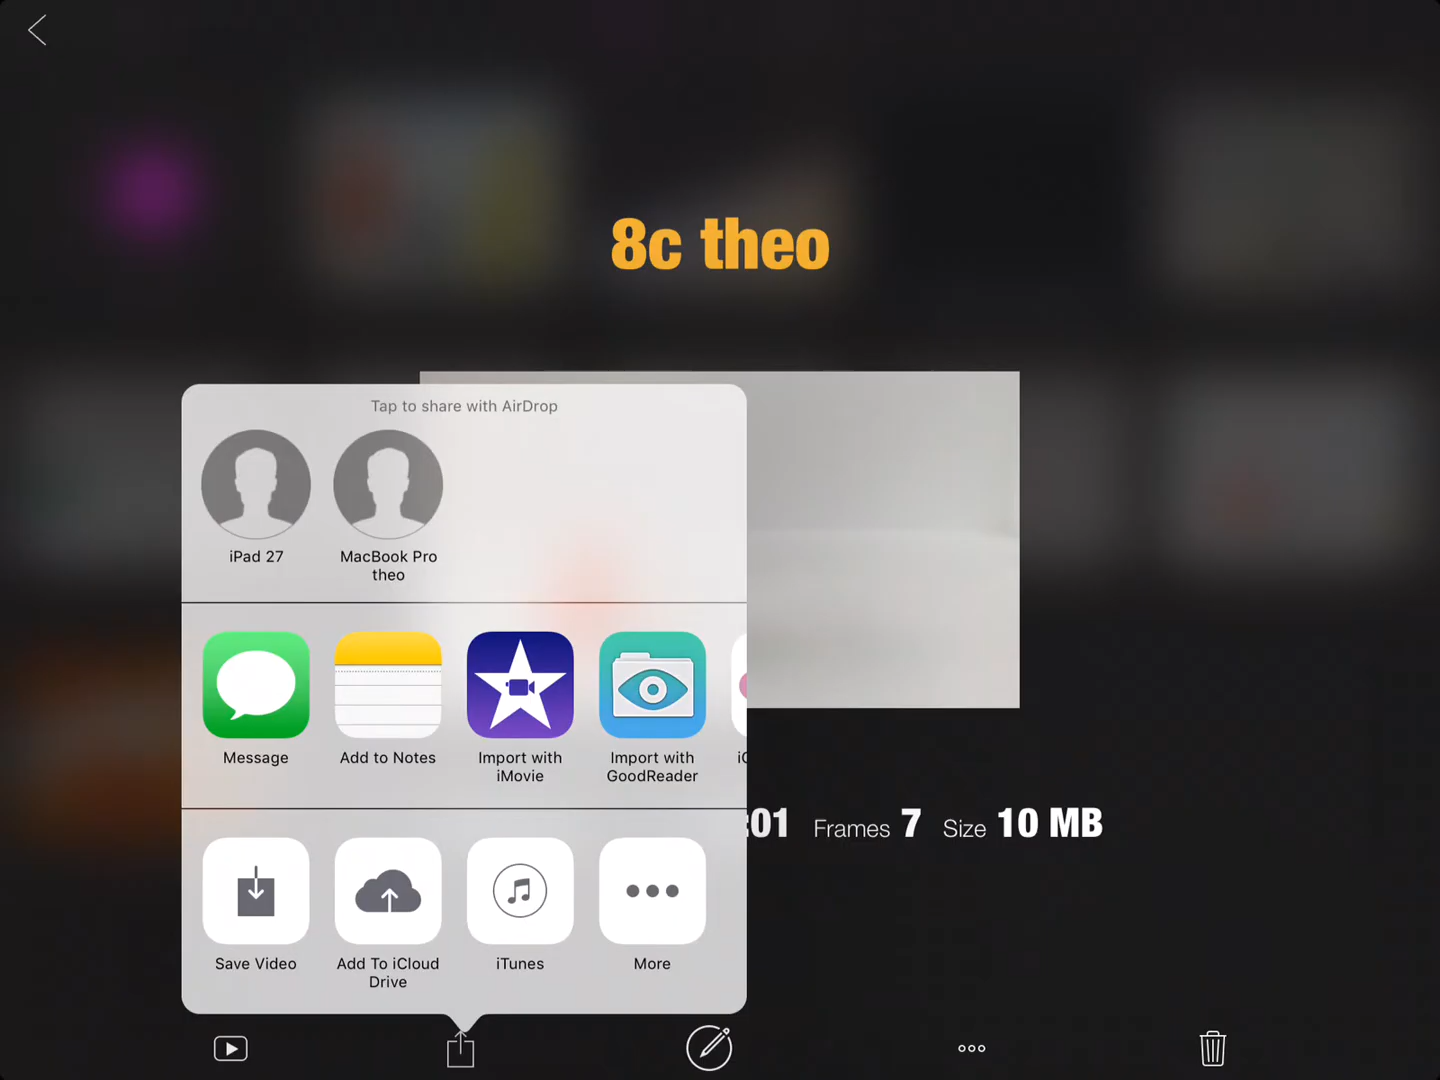 8c theo
Tap to share with AirDrop
iPad 27
MacBook Pro
theo
Message
Add to Notes
Import with
iMovie
Import with
GoodReader
:01 Frames 7 Size 10 MB
Save Video
Add To iCloud
Drive
iTunes
More